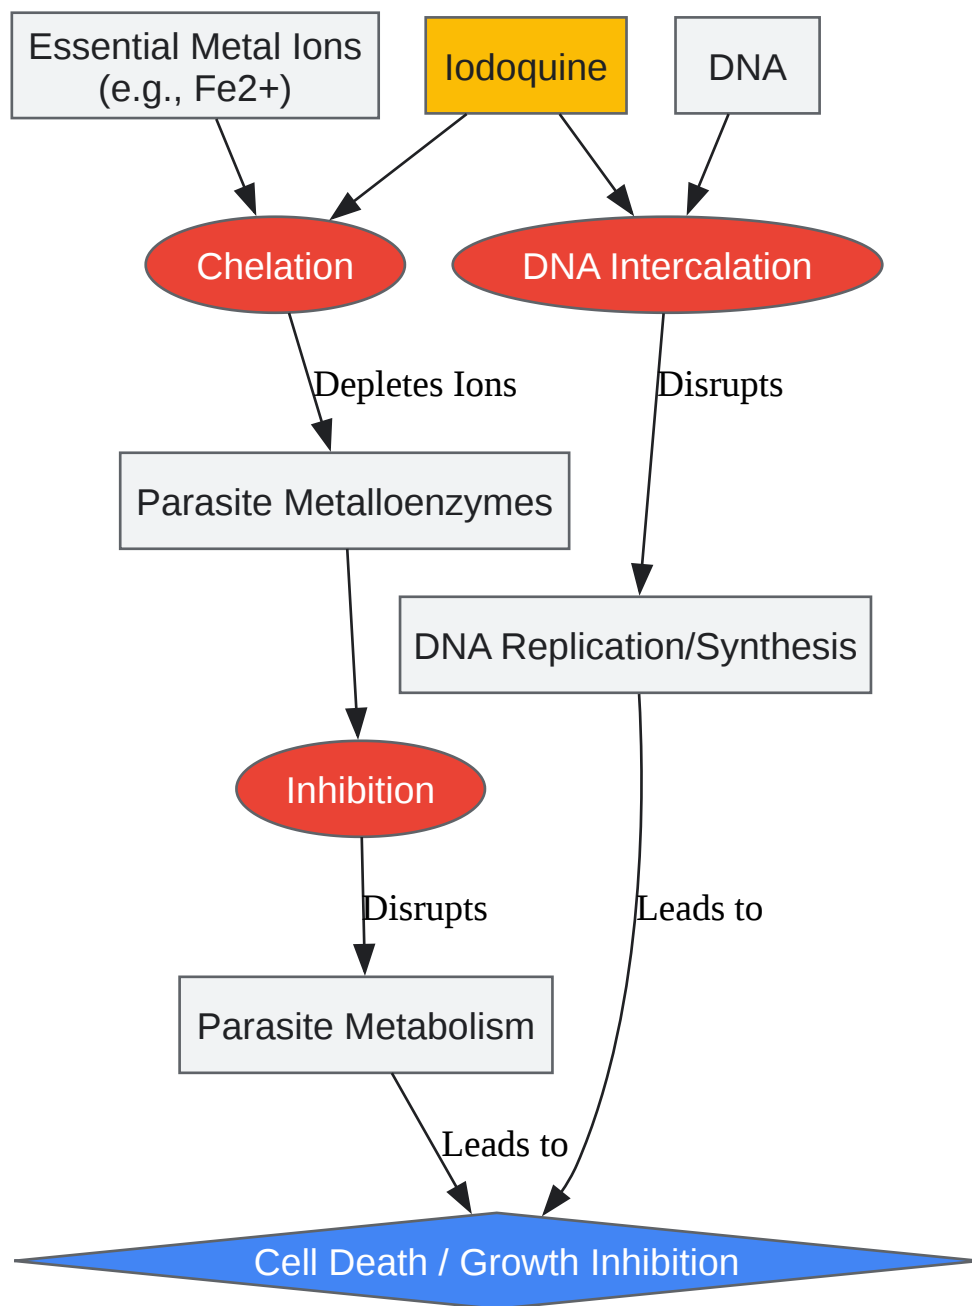 Essential Metal Ions
(e.g., Fe2+)
Iodoquine
DNA
Chelation
DNA Intercalation
Depletes Ions
Disrupts
Parasite Metalloenzymes
DNA Replication/Synthesis
Inhibition
Disrupts
Leads to
Parasite Metabolism
Leads to
Cell Death / Growth Inhibition